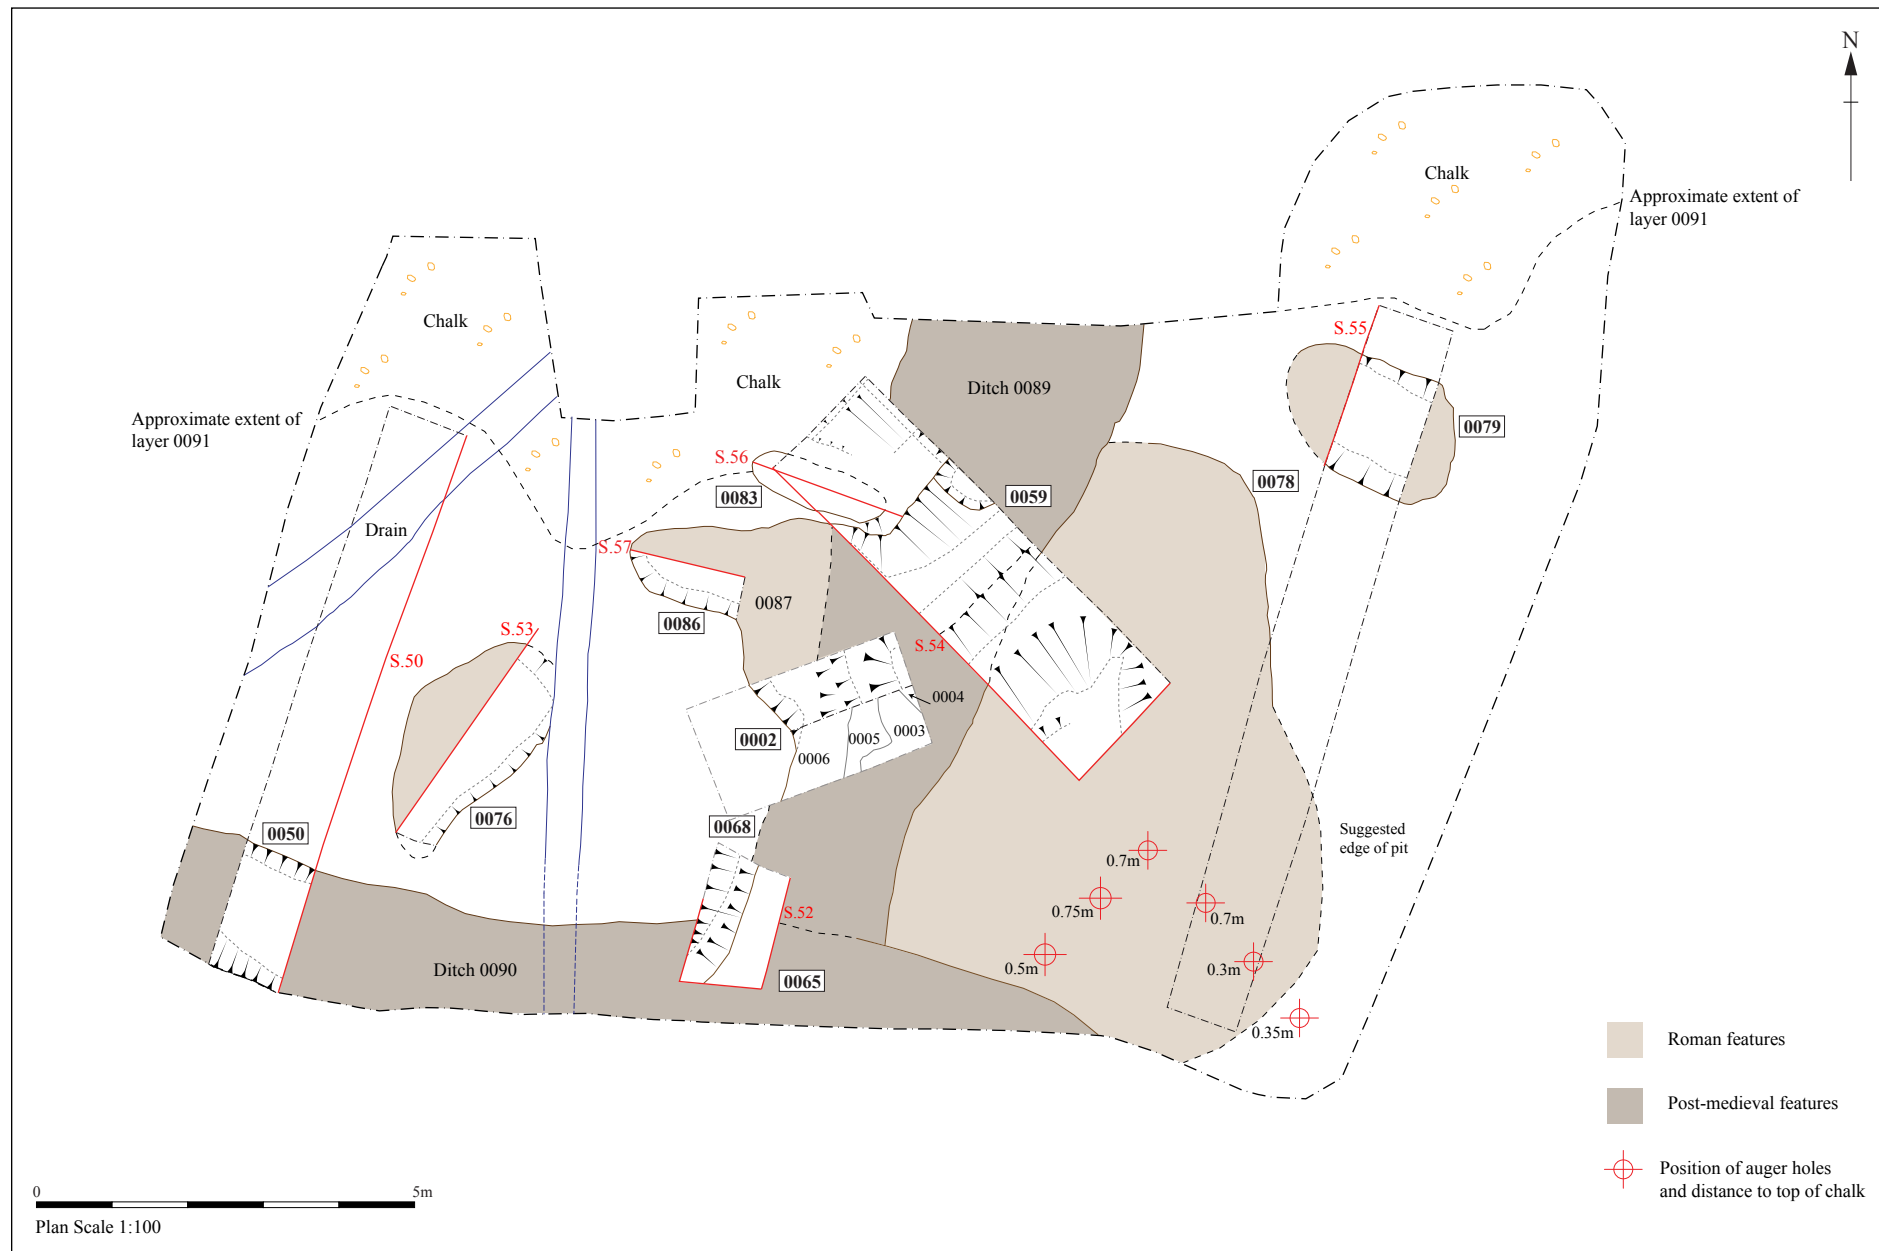 N
Chalk
Approximate extent of
layer 0091
S.55
Chalk
Chalk
Ditch 0089
Approximate extent of
layer 0091
0079
S.56
0078
0083
0059
Drain
S.57
0087
0086
S.53
S.54
S.50
0004
0002
0003
0005
0006
0076
0068
0050
Suggested
edge of pit
0.7m
0.75m
0.7m
S.52
0.5m
0.3m
Ditch 0090
0065
0.35m
Roman features
Post-medieval features
Position of auger holes
and distance to top of chalk
0
5m
Plan Scale 1:100